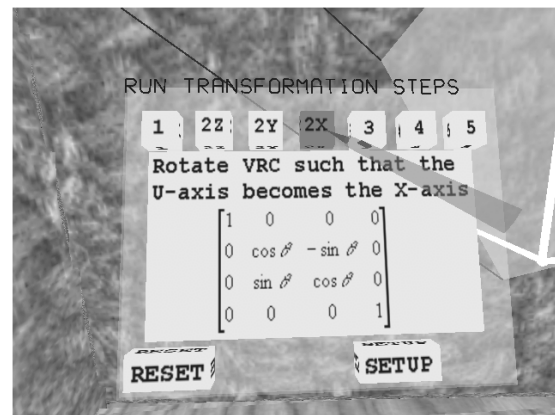 RUN TRANSFORMATION STEPS
1 2Z 2Y 2X 3 4 5
Rotate VRC such that the
U-axis becomes the X-axis
1 0 0 0
0 cos θ - sin θ 0
0 sin θ cos θ 0
0 0 0 1
RESET SETUP